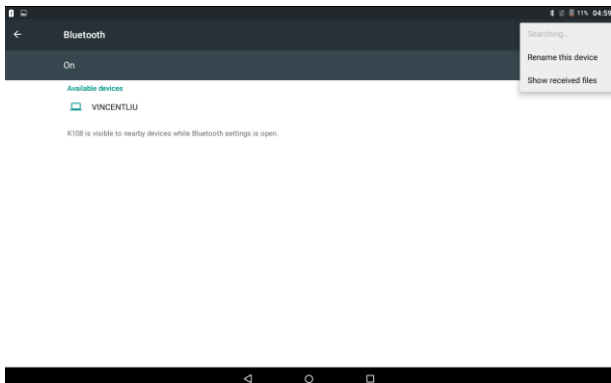 11% 04:59
Bluetooth
Searching...
Rename this device
Show received files
On
Available devices
VINCENTLIU
K108 is visible to nearby devices while Bluetooth settings is open.